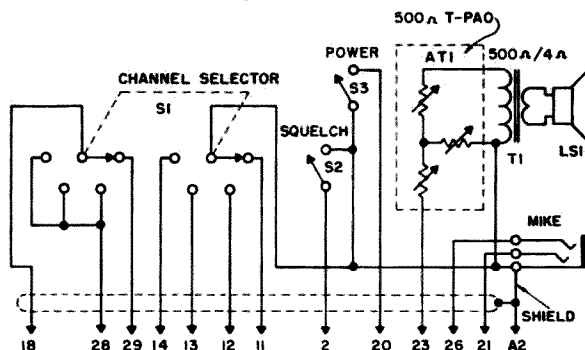 500Ω T-PAD
POWER
AT1
500Ω/4Ω
CHANNEL SELECTOR
S1
S3
SQUELCH
S2
T1
LS1
MIKE
SHIELD
18 28 29 14 13 12 11 2 20 23 26 21 A2